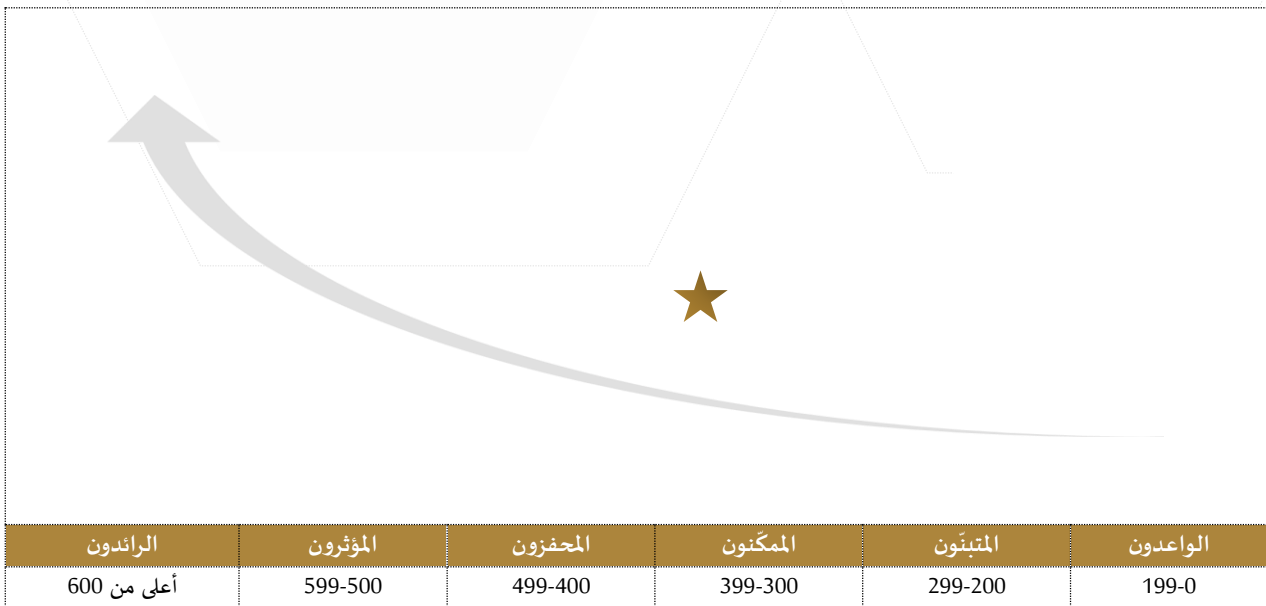 الواعدون المتبنّون الممكّنون المحفزون المؤثرون الرائدون
199-0 299-200 399-300 499-400 599-500 أعلى من 600